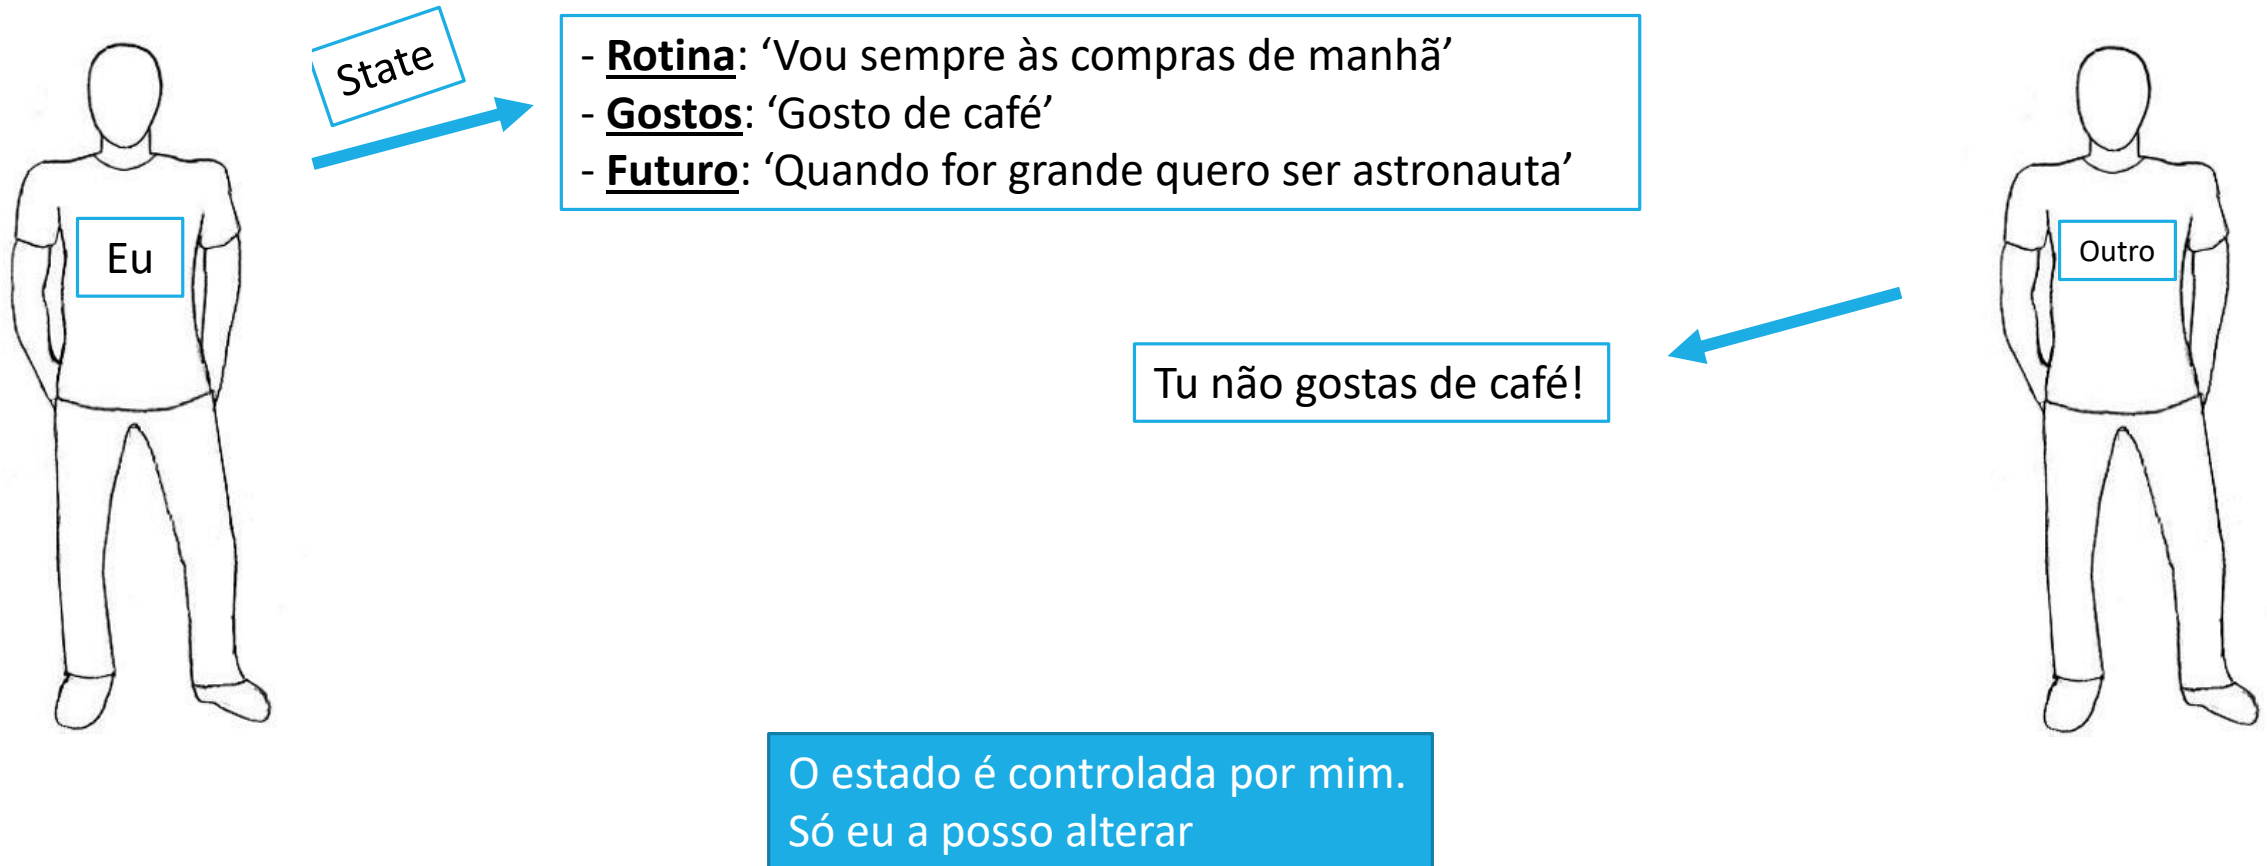 State
- Rotina: ‘Vou sempre às compras de manhã’
- Gostos: ‘Gosto de café’
- Futuro: ‘Quando for grande quero ser astronauta’
Eu
Outro
Tu não gostas de café!
O estado é controlada por mim.
Só eu a posso alterar